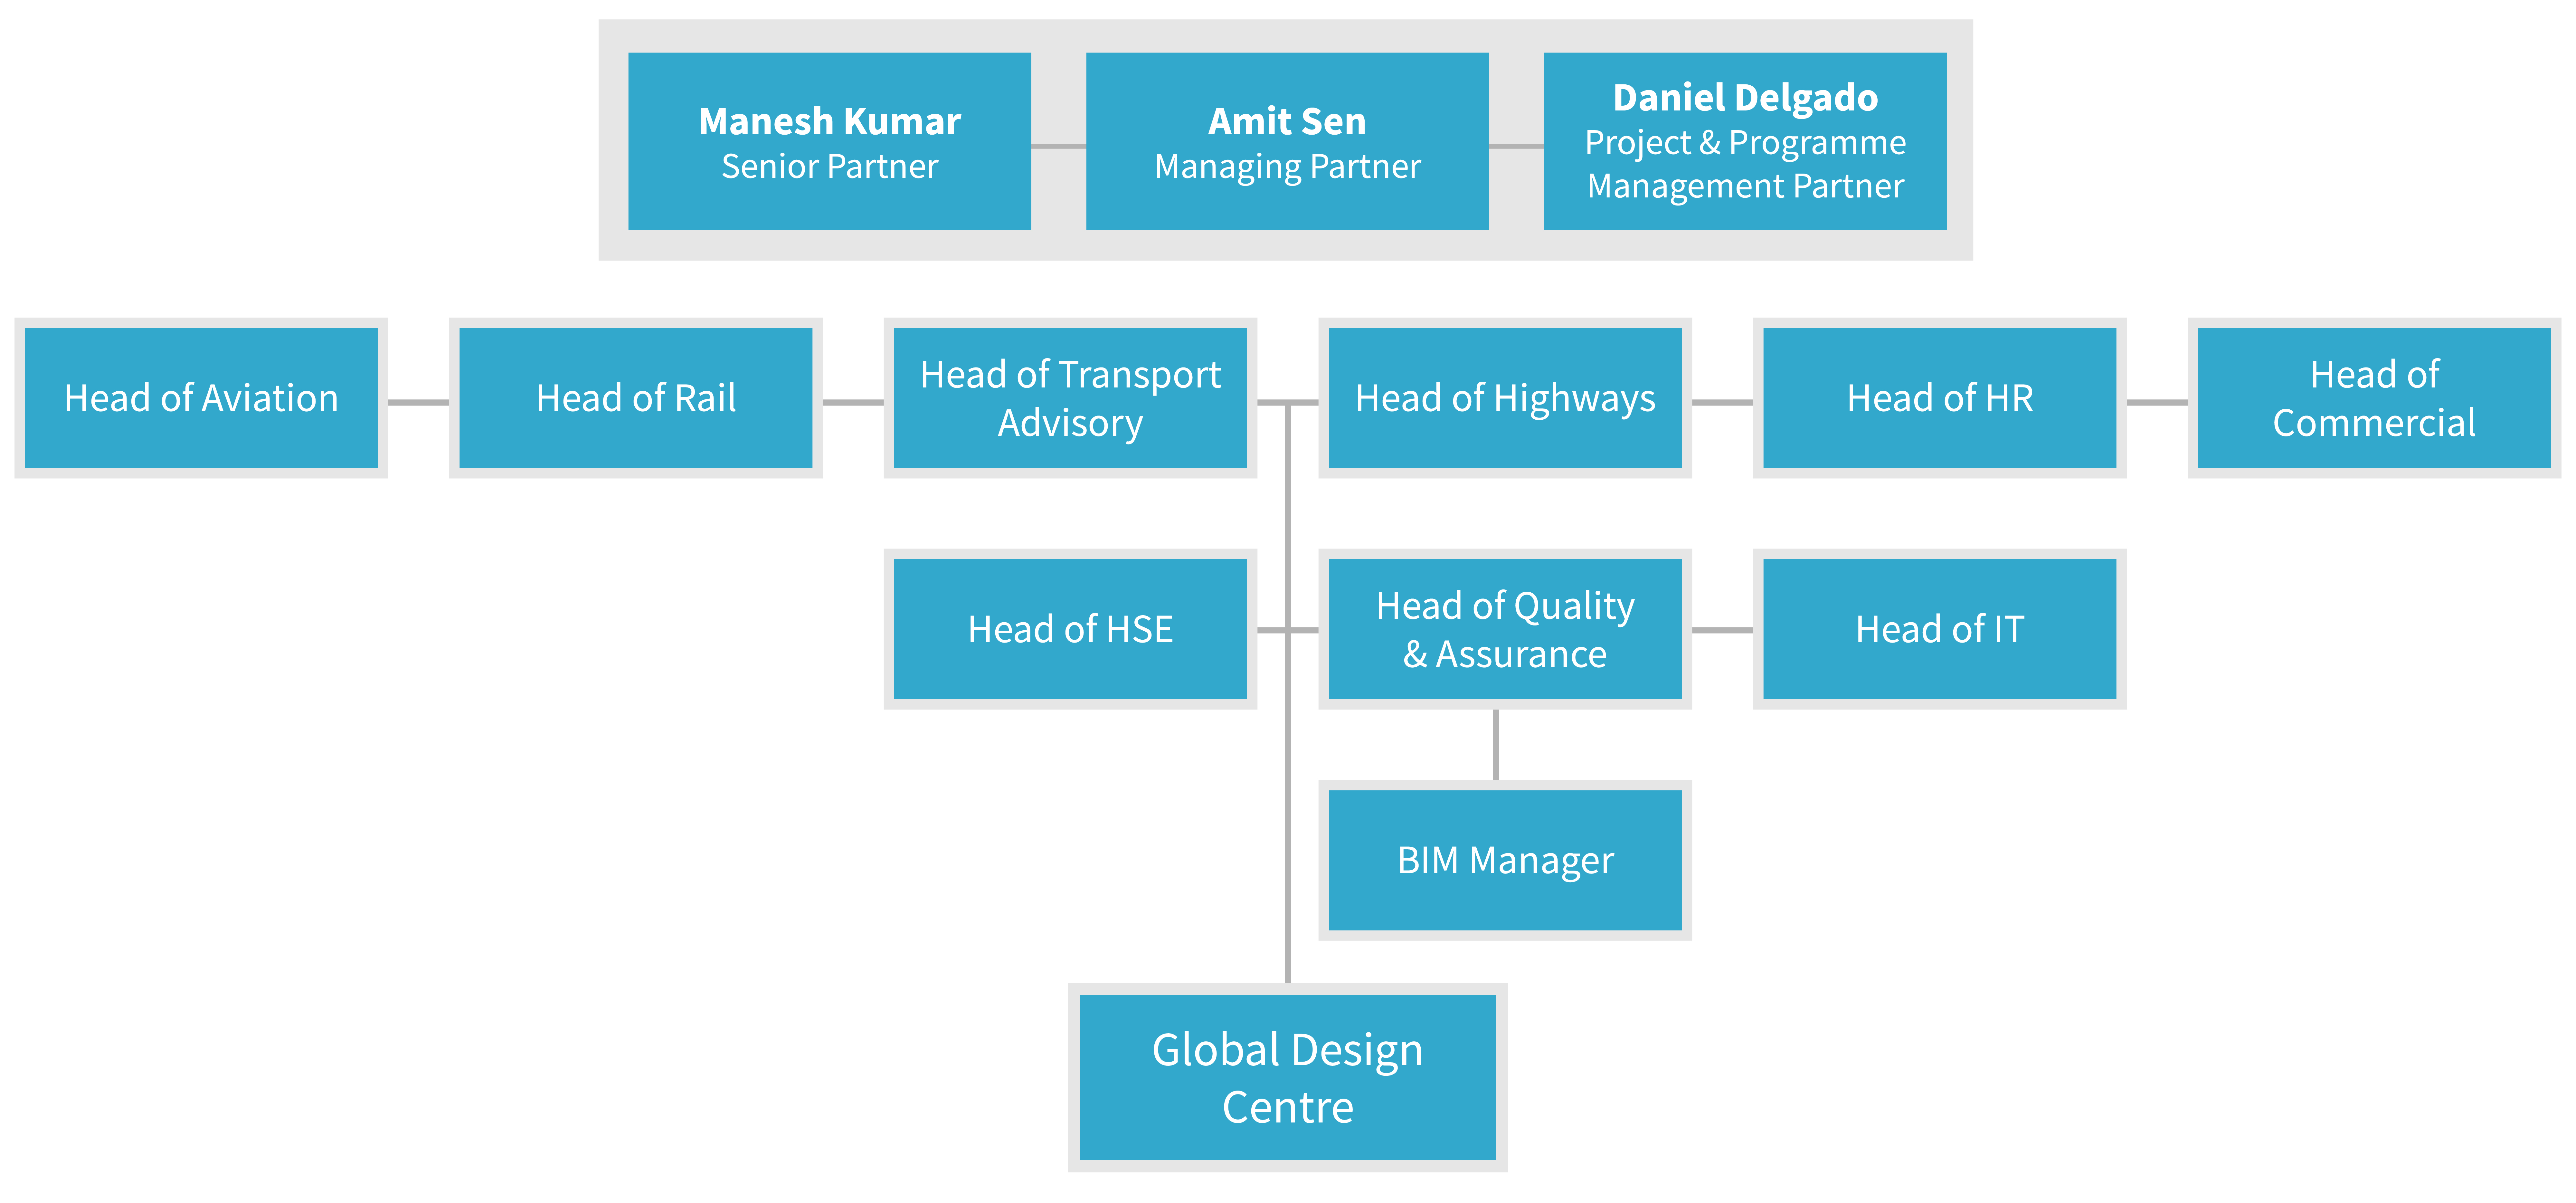 Manesh Kumar
Senior Partner
Amit Sen
Managing Partner
Daniel Delgado
Project & Programme
Management Partner
Head of Aviation
Head of Rail
Head of Transport
Advisory
Head of Highways
Head of HR
Head of
Commercial
Head of HSE
Head of Quality
& Assurance
Head of IT
BIM Manager
Global Design
Centre